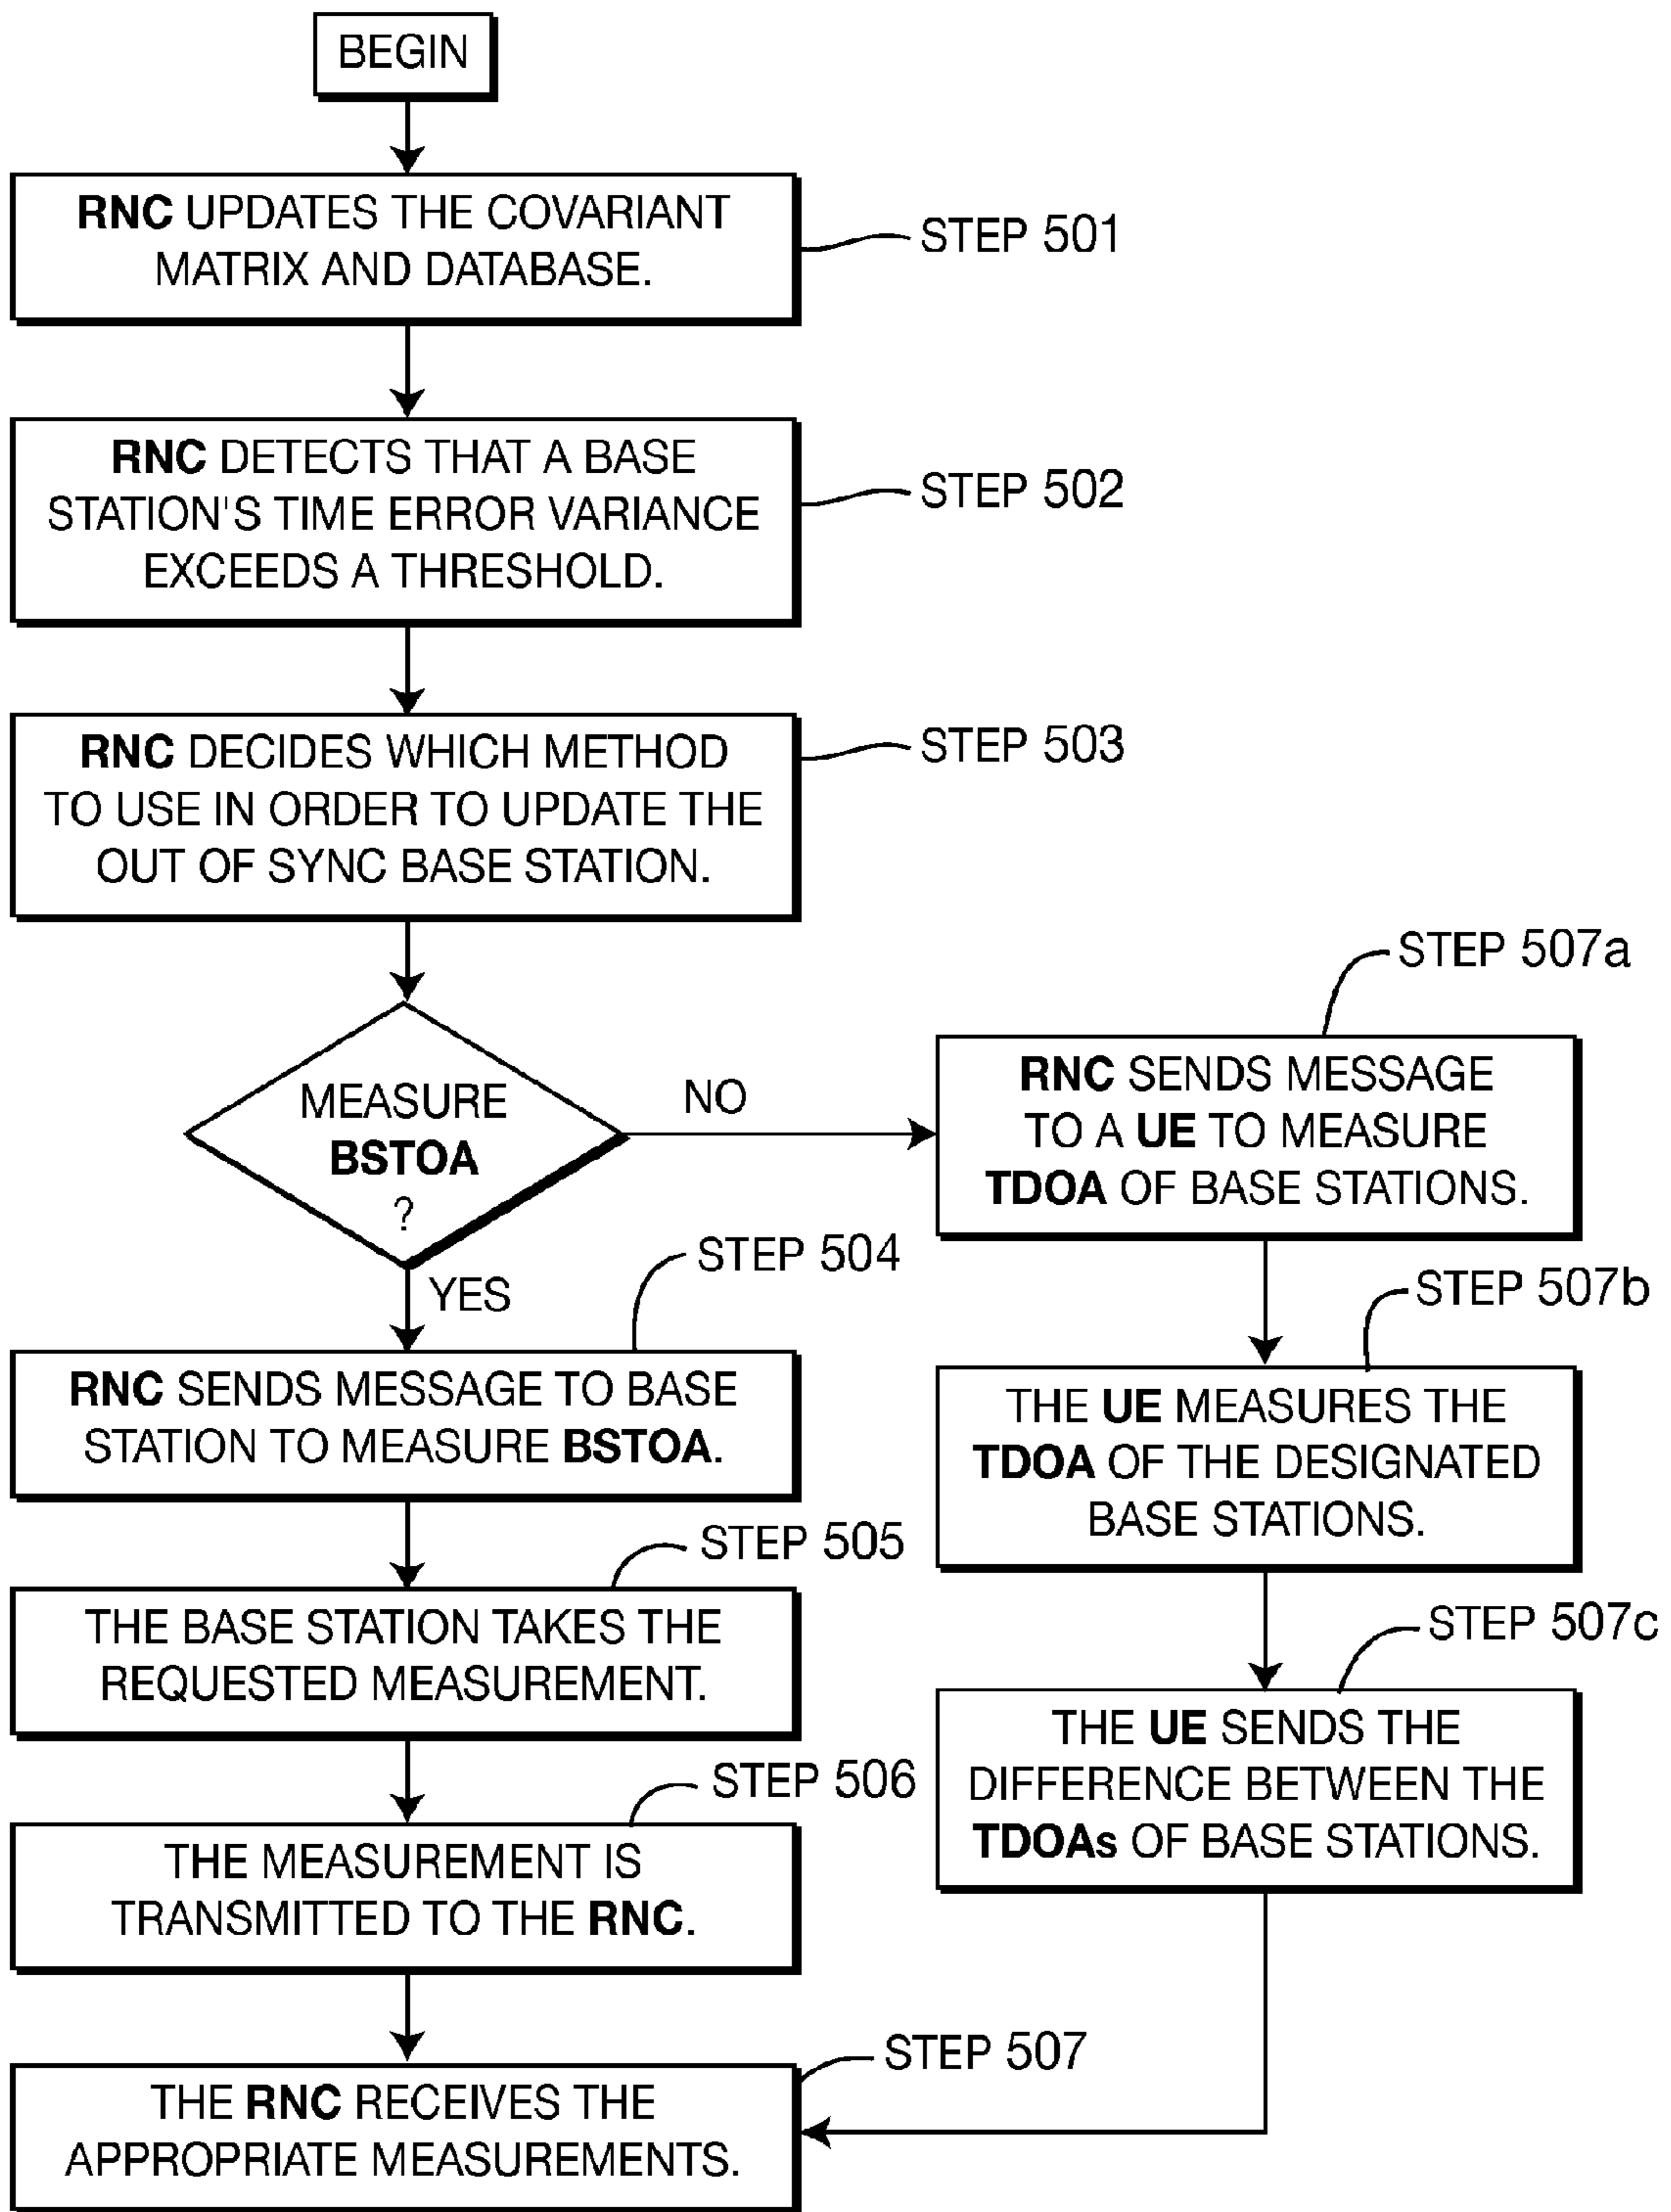 BEGIN
RNC UPDATES THE COVARIANT
MATRIX AND DATABASE.
STEP 501
RNC DETECTS THAT A BASE
STATION'S TIME ERROR VARIANCE
EXCEEDS A THRESHOLD.
STEP 502
RNC DECIDES WHICH METHOD
TO USE IN ORDER TO UPDATE THE
OUT OF SYNC BASE STATION.
STEP 503
MEASURE
BSTOA
?
NO
YES
STEP 504
RNC SENDS MESSAGE TO BASE
STATION TO MEASURE BSTOA.
STEP 505
THE BASE STATION TAKES THE
REQUESTED MEASUREMENT.
STEP 506
THE MEASUREMENT IS
TRANSMITTED TO THE RNC.
STEP 507a
RNC SENDS MESSAGE
TO A UE TO MEASURE
TDOA OF BASE STATIONS.
STEP 507b
THE UE MEASURES THE
TDOA OF THE DESIGNATED
BASE STATIONS.
STEP 507c
THE UE SENDS THE
DIFFERENCE BETWEEN THE
TDOAs OF BASE STATIONS.
STEP 507
THE RNC RECEIVES THE
APPROPRIATE MEASUREMENTS.